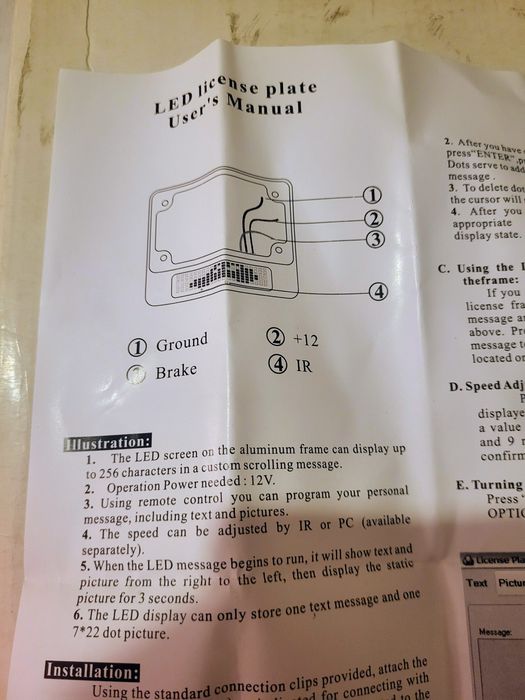 LED license plate
User's Manual
①
②
③
④
① Ground
② +12
③ Brake
④ IR
Illustration:
1. The LED screen on the aluminum frame can display up
to 256 characters in a custom scrolling message.
2. Operation Power needed : 12V.
3. Using remote control you can program your personal
message, including text and pictures.
4. The speed can be adjusted by IR or PC (available
separately).
5. When the LED message begins to run, it will show text and
picture from the right to the left, then display the static
picture for 3 seconds.
6. The LED display can only store one text message and one
7*22 dot picture.
Installation:
Using the standard connection clips provided, attach the
for connecting with
to the
2. After you have
press"ENTER",
Dots serve to add
message .
3. To delete
the cursor will
4. After you
appropriate
display state.
C. Using the
theframe:
If you
license
message
above.
message
located
D. Speed
a value
and 9
confirm
E. Turning
Press
License
Text
Message: